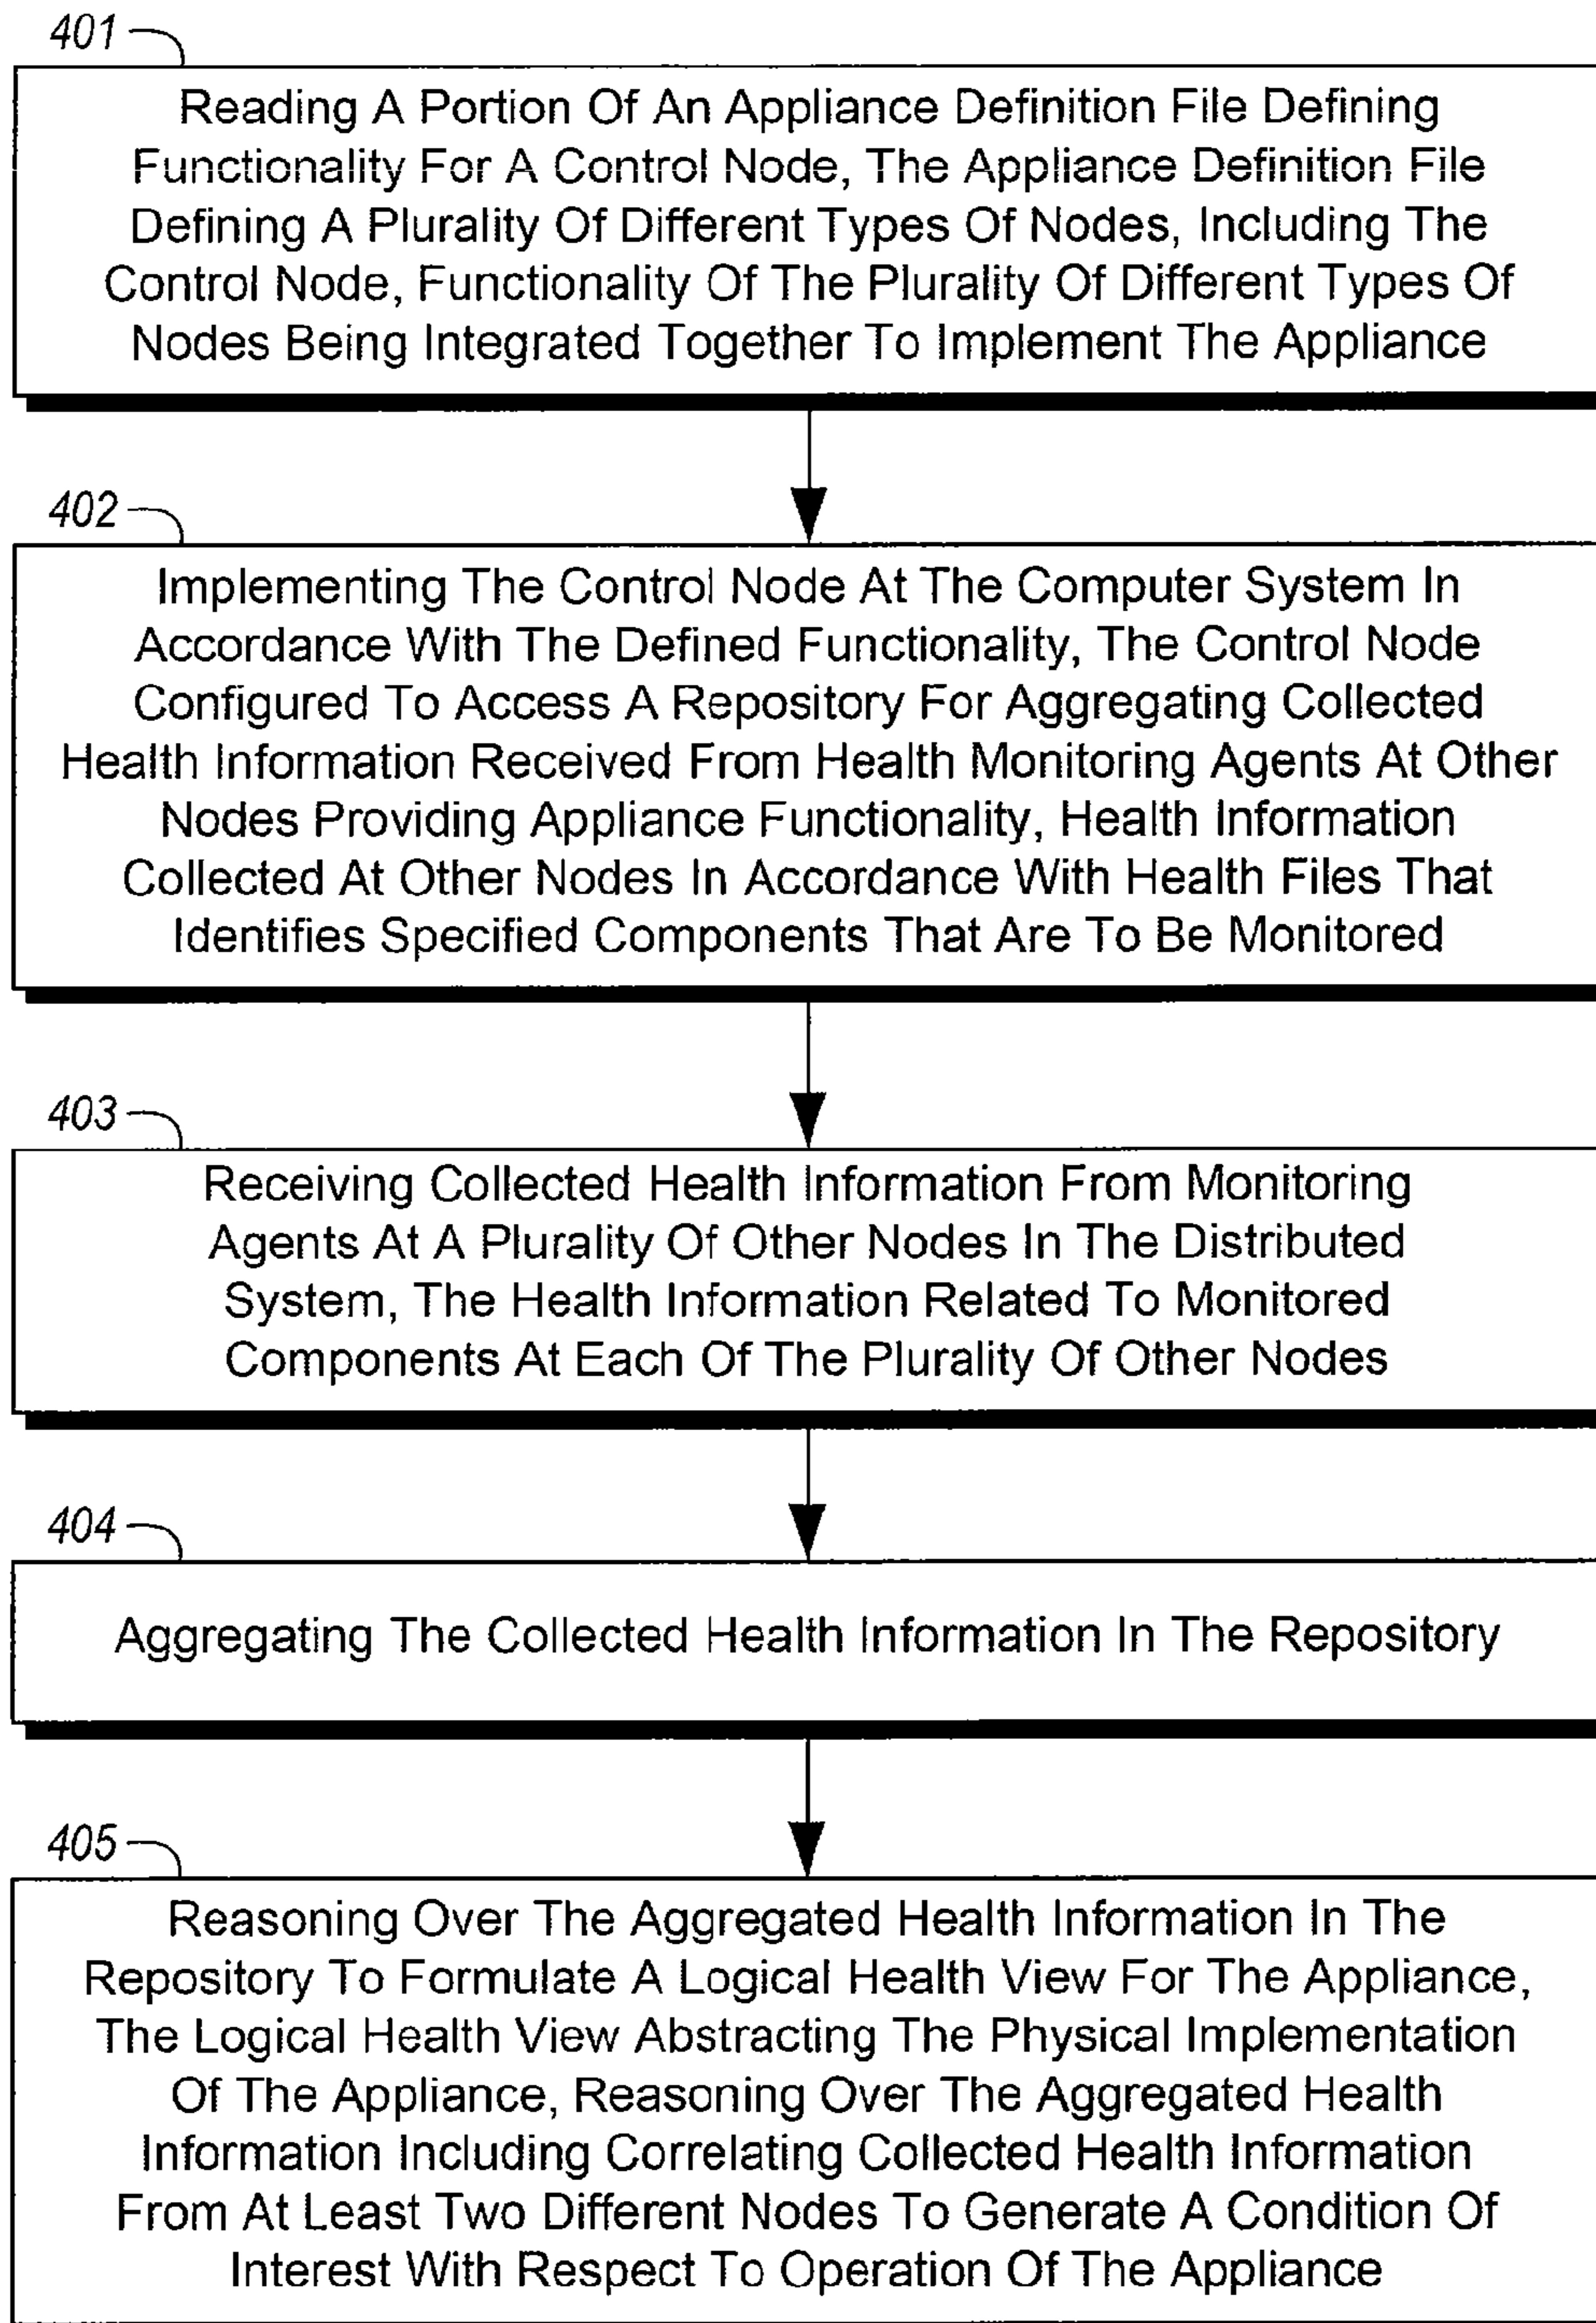 401
Reading A Portion Of An Appliance Definition File Defining
Functionality For A Control Node, The Appliance Definition File
Defining A Plurality Of Different Types Of Nodes, Including The
Control Node, Functionality Of The Plurality Of Different Types Of
Nodes Being Integrated Together To Implement The Appliance
402
Implementing The Control Node At The Computer System In
Accordance With The Defined Functionality, The Control Node
Configured To Access A Repository For Aggregating Collected
Health Information Received From Health Monitoring Agents At Other
Nodes Providing Appliance Functionality, Health Information
Collected At Other Nodes In Accordance With Health Files That
Identifies Specified Components That Are To Be Monitored
403
Receiving Collected Health Information From Monitoring
Agents At A Plurality Of Other Nodes In The Distributed
System, The Health Information Related To Monitored
Components At Each Of The Plurality Of Other Nodes
404
Aggregating The Collected Health Information In The Repository
405
Reasoning Over The Aggregated Health Information In The
Repository To Formulate A Logical Health View For The Appliance,
The Logical Health View Abstracting The Physical Implementation
Of The Appliance, Reasoning Over The Aggregated Health
Information Including Correlating Collected Health Information
From At Least Two Different Nodes To Generate A Condition Of
Interest With Respect To Operation Of The Appliance